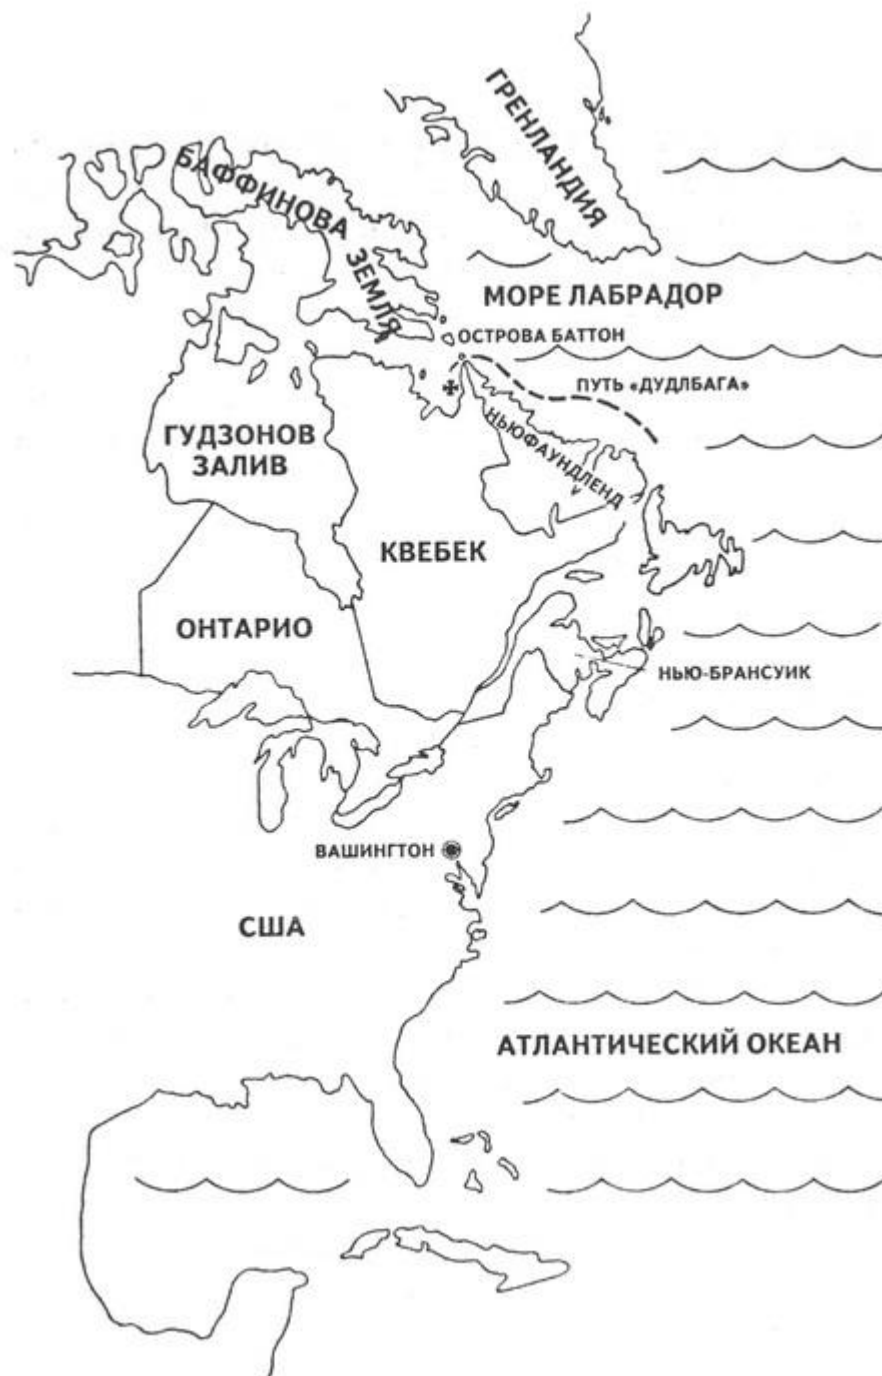 ГРЕНЛАНДИЯ
БАФФИНОВА ЗЕМЛЯ
МОРЕ ЛАБРАДОР
ОСТРОВА БАТТОН
ПУТЬ «ДУДЛБАГА»
ГУДЗОНОВ
ЗАЛИВ
НЬЮФАУНДЛЕНД
КВЕБЕК
ОНТАРИО
НЬЮ-БРАНСУИК
ВАШИНГТОН
США
АТЛАНТИЧЕСКИЙ ОКЕАН